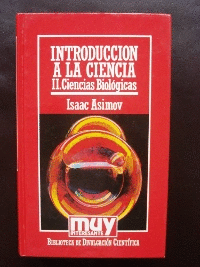 INTRODUCCION
A LA CIENCIA
II. Ciencias Biológicas
Isaac Asimov
muy
INTERESANTE
BIBLIOTECA DE DIVULGACIÓN CIENTÍFICA